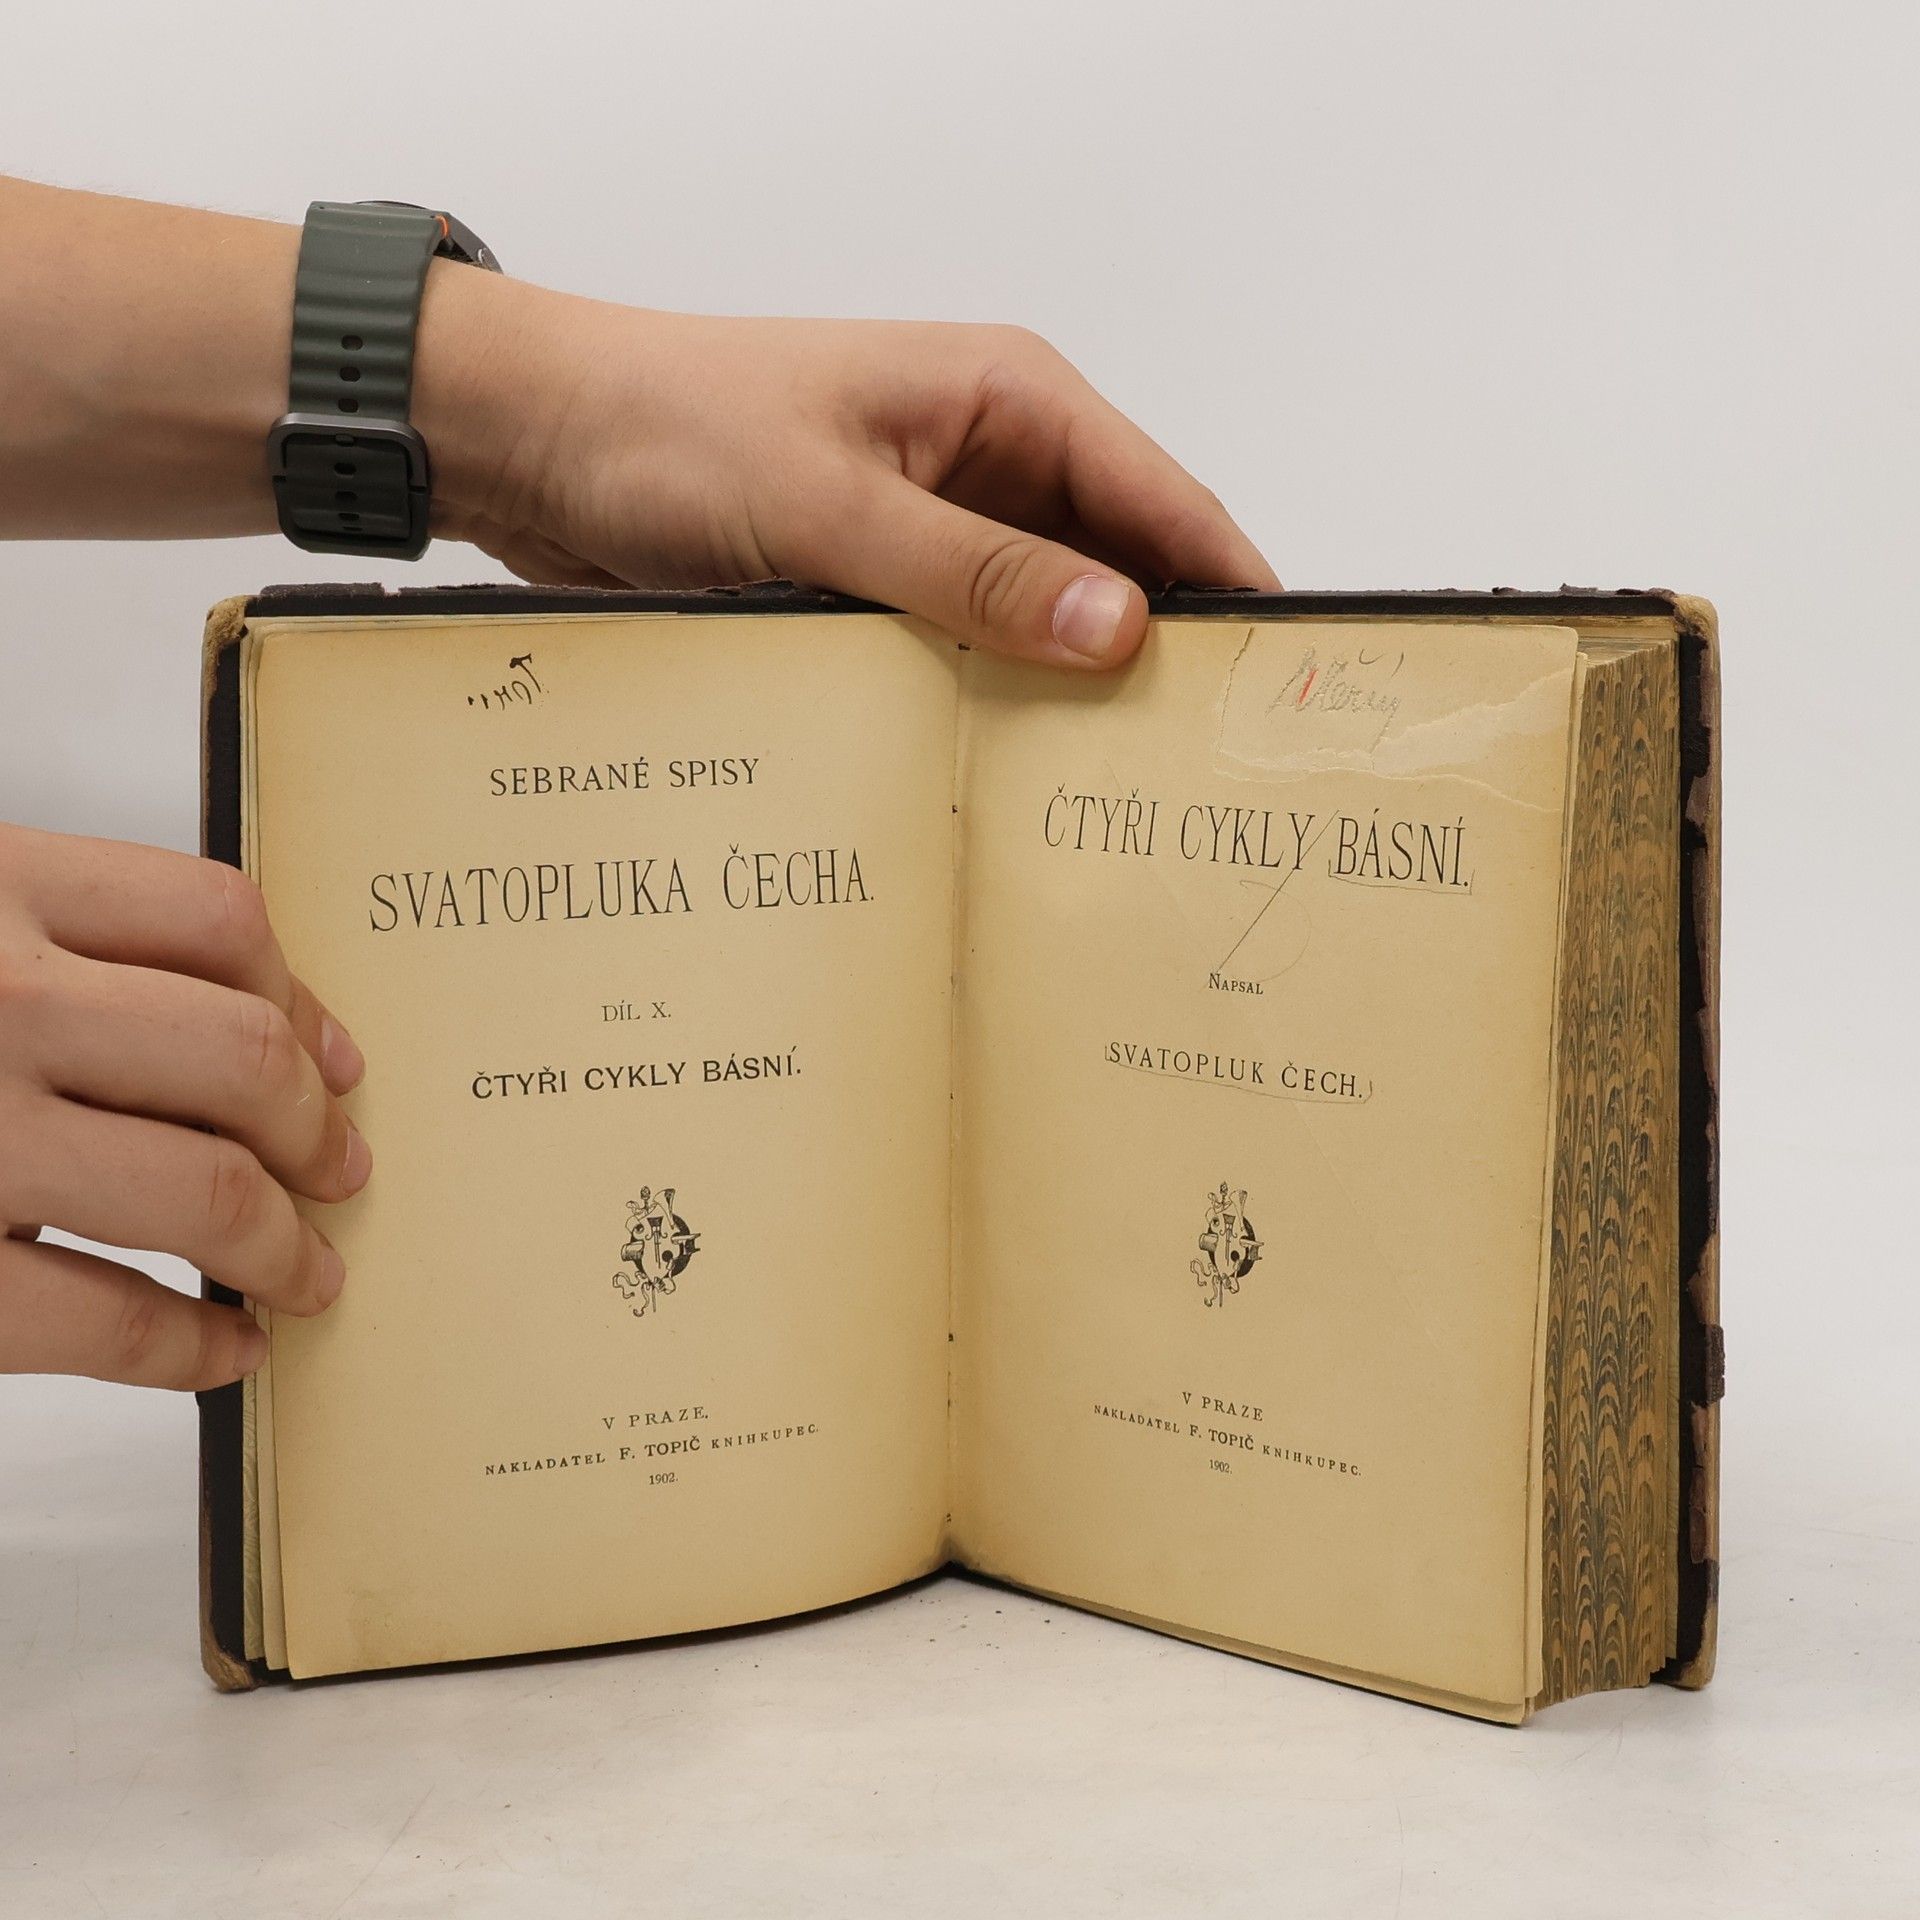 SEBRANÉ SPISY
SVATOPLUKA ČECHA.
DÍL X.
ČTYŘI CYKLY BÁSNÍ.
V PRAZE.
NAKLADATEL F. TOPIČ KNIHKUPEC.
1902.
ČTYŘI CYKLY BÁSNÍ.
NAPSAL
SVATOPLUK ČECH.
V PRAZE
NAKLADATEL F. TOPIČ KNIHKUPEC.
1902.